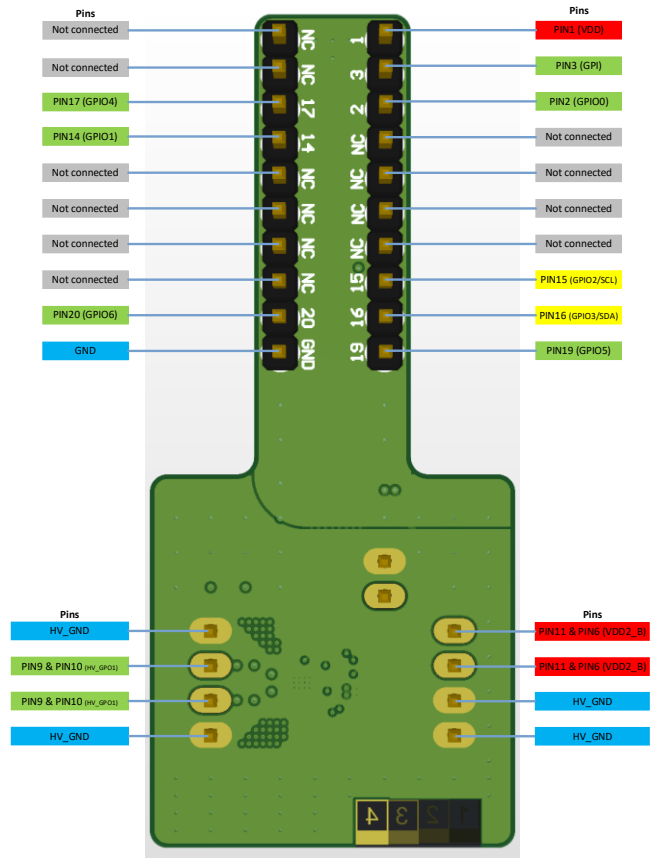 Pins
Pins
Not connected
NC
1
PIN1 (VDD)
Not connected
NC
3
PIN3 (GPI)
PIN17 (GPIO4)
17
2
PIN2 (GPIO0)
PIN14 (GPIO1)
14
NC
Not connected
Not connected
NC
NC
Not connected
Not connected
NC
NC
Not connected
Not connected
NC
NC
Not connected
Not connected
NC
15
PIN15 (GPIO2/SCL)
PIN20 (GPIO6)
20
16
PIN16 (GPIO3/SDA)
GND
GND
19
PIN19 (GPIO5)
Pins
Pins
HV_GND
PIN11 & PIN6 (VDD2_B)
PIN9 & PIN10 (HV_GPO1)
PIN11 & PIN6 (VDD2_B)
PIN9 & PIN10 (HV_GPO1)
HV_GND
HV_GND
HV_GND
4 3 2 1